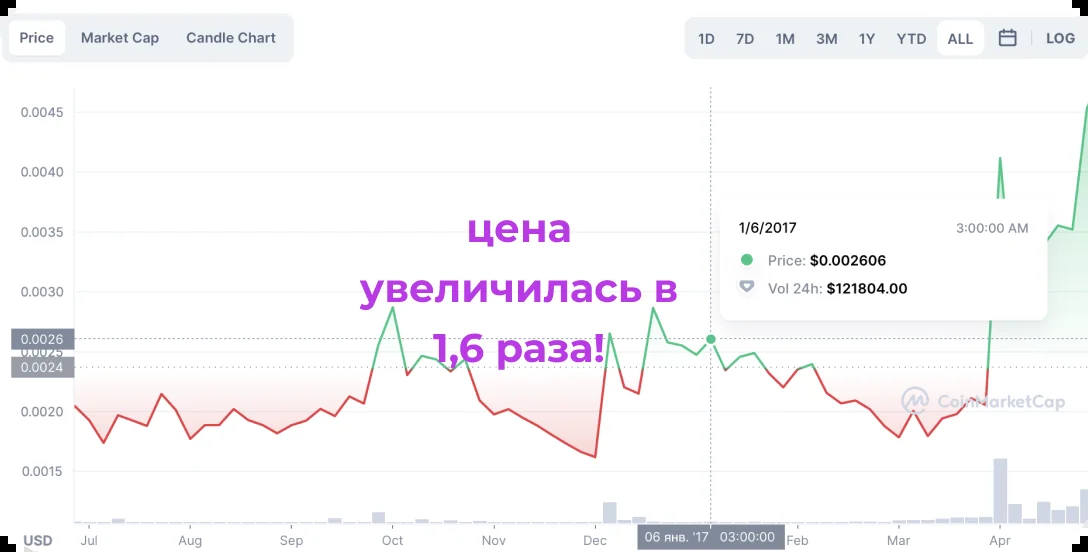 Price Market Cap Candle Chart
1D 7D 1M 3M 1Y YTD ALL LOG
0.0045
0.0040
0.0035
0.0030
0.0026
0.0025
0.0024
0.0020
0.0015
цена
увеличилась в
1,6 раза!
1/6/2017 3:00:00 AM
Price: $0.002606
Vol 24h: $121804.00
CoinMarketCap
USD Jul Aug Sep Oct Nov Dec 06 янв. '17 03:00:00 Feb Mar Apr